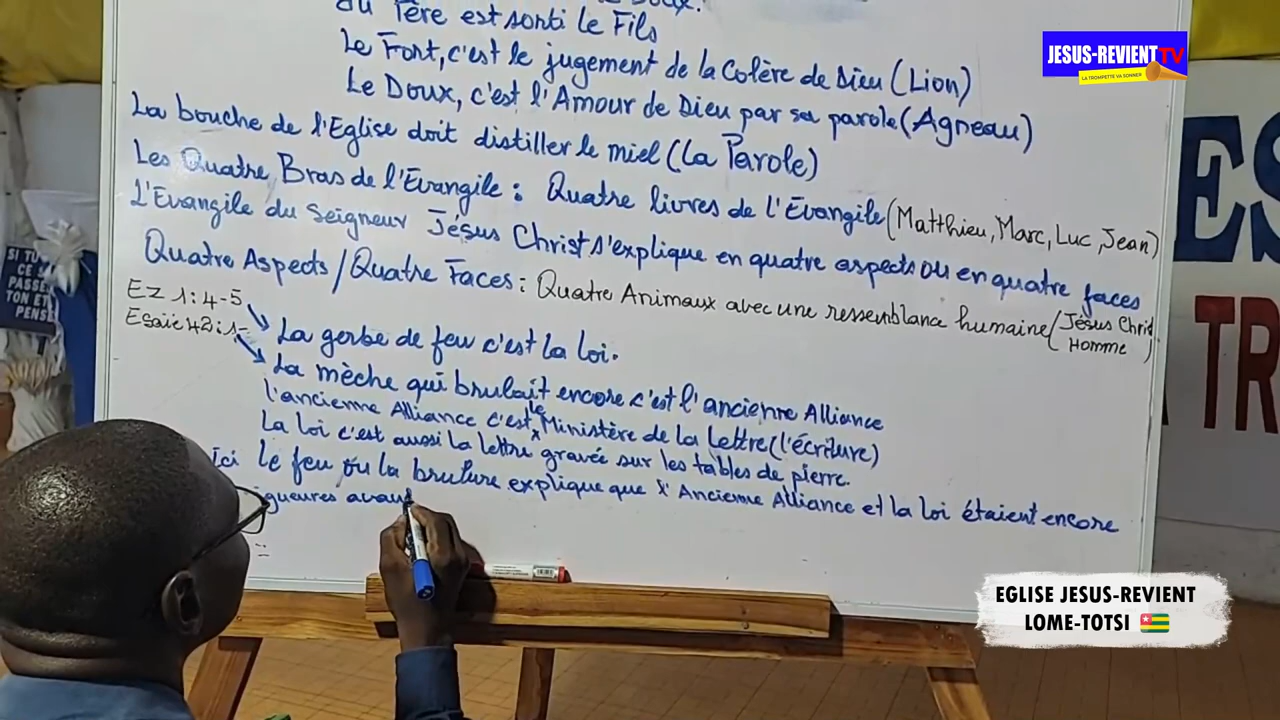 du Père est sorti le Fils
Le Fort, c'est le jugement de la Colère de Dieu (Lion)
Le Doux, c'est l'Amour de Dieu par sa parole (Agneau)
La bouche de l'Eglise doit distiller le miel (La Parole)
Les Quatre Bras de l'Evangile : Quatre livres de l'Evangile (Matthieu, Marc, Luc, Jean)
L'Evangile du Seigneur Jésus Christ s'explique en quatre aspects ou en quatre faces
Quatre Aspects / Quatre Faces : Quatre Animaux avec une ressemblance humaine (Jésus Christ
Homme)
Ez 1:4-5
Esaïe 42:1-
La gerbe de feu c'est la loi.
La mèche qui brulait encore c'est l'ancienne Alliance
l'ancienne Alliance c'est le Ministère de la Lettre (l'écriture)
La loi c'est aussi la lettre gravée sur les tables de pierre.
Ici le feu ou la brulure explique que l'Ancienne Alliance et la loi étaient encore
igueures avant
JESUS-REVIENT TV
LA TROMPETTE VA SONNER
SI TU
CE
PASSE
TON ET
PENS
ES
TR
EGLISE JESUS-REVIENT
LOME-TOTSI